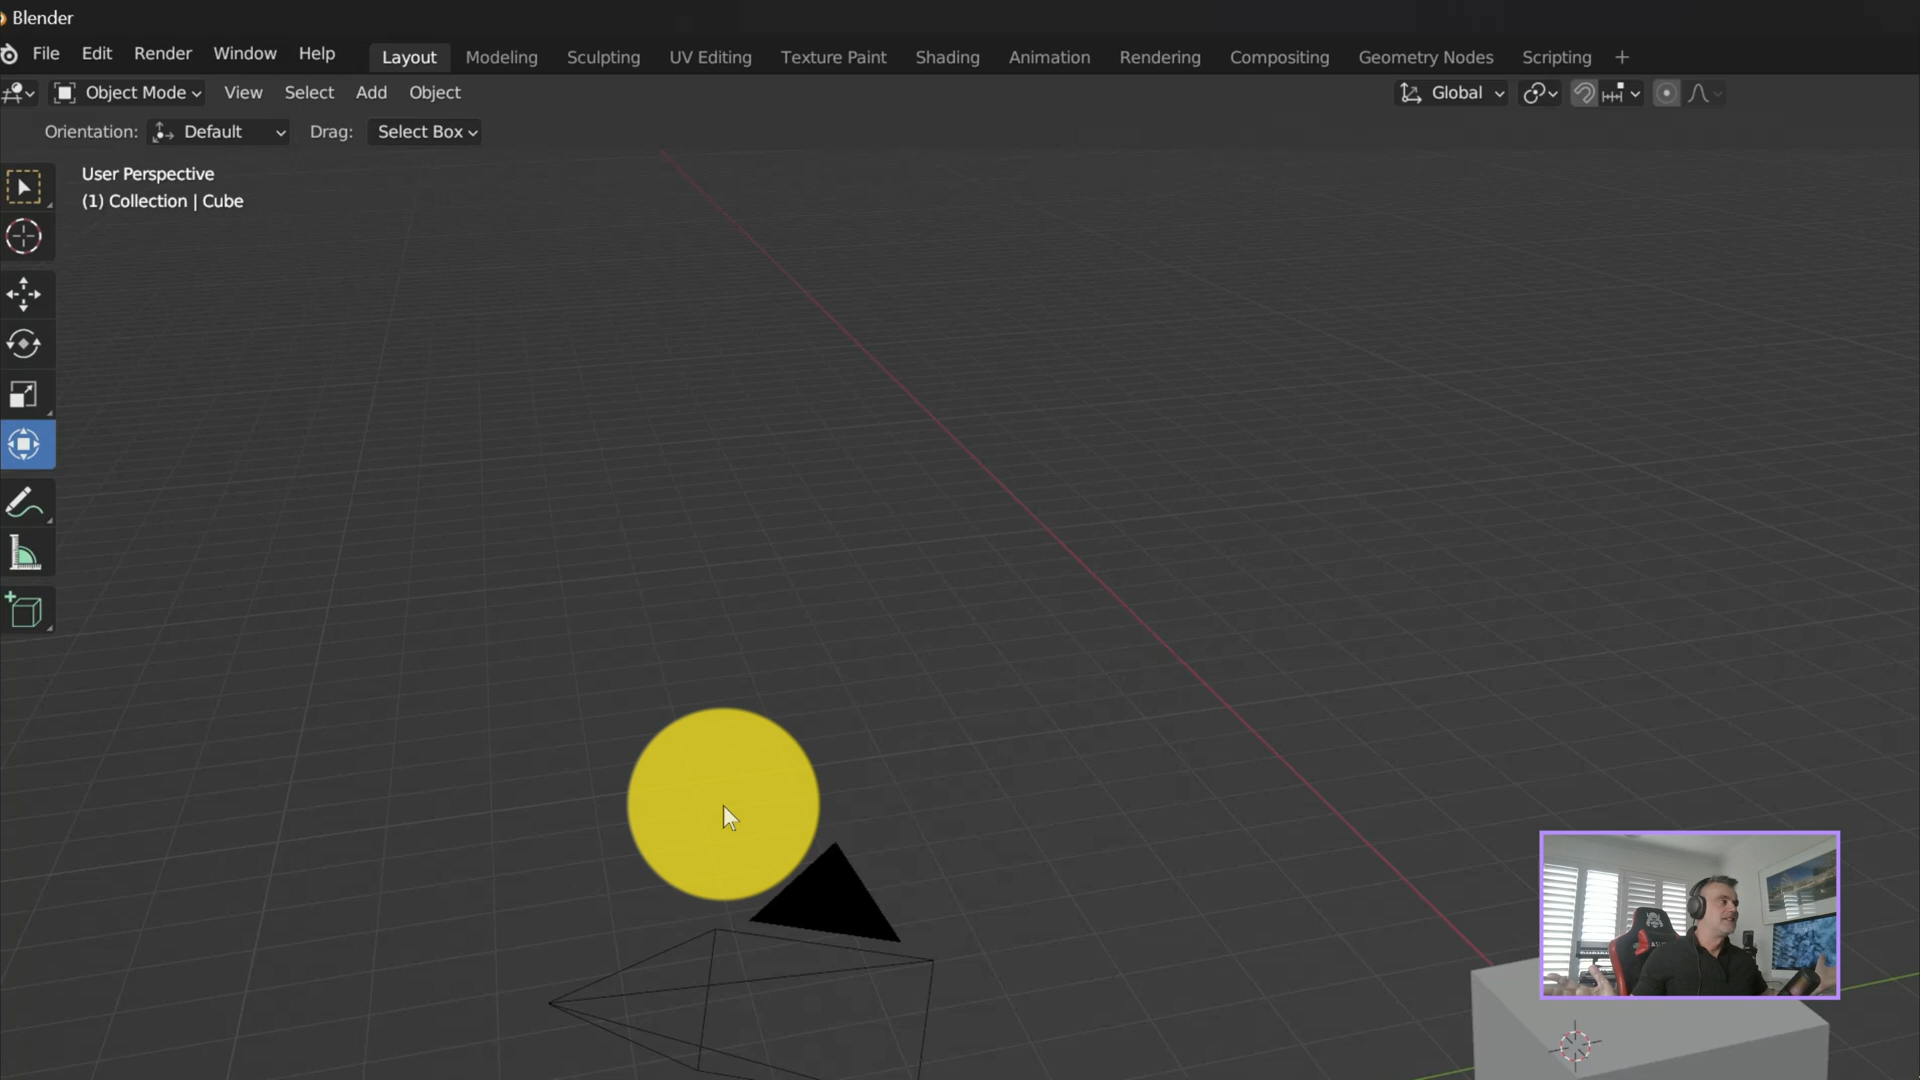 Blender
File Edit Render Window Help Layout Modeling Sculpting UV Editing Texture Paint Shading Animation Rendering Compositing Geometry Nodes Scripting +
Object Mode View Select Add Object Global
Orientation: Default Drag: Select Box
User Perspective
(1) Collection | Cube